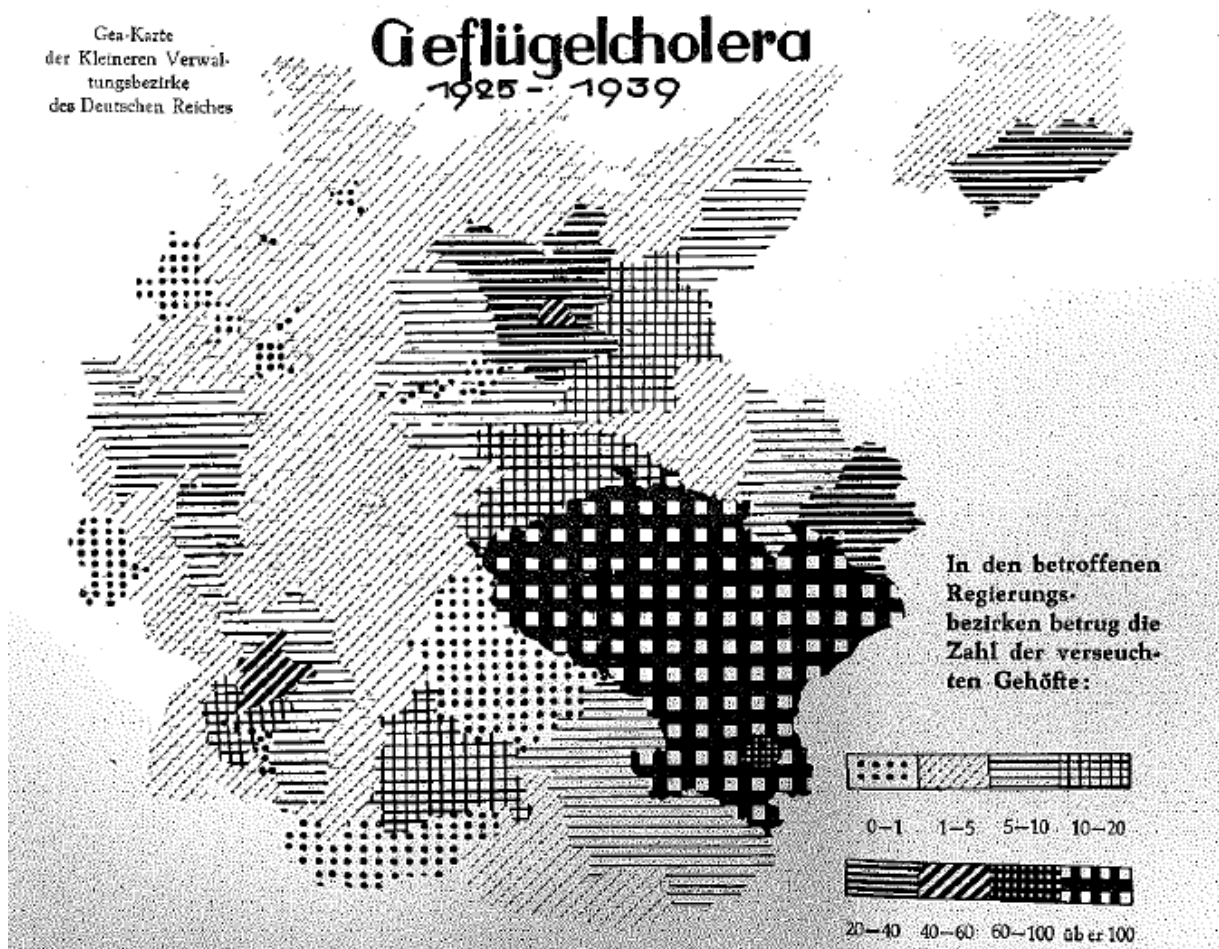 Gea-Karte
der Kleineren Verwal-
tungsbezirke
des Deutschen Reiches
Geflügelcholera
1925 - 1939
In den betroffenen
Regierungs-
bezirken betrug die
Zahl der verseuch-
ten Gehöfte:
0-1 1-5 5-10 10-20
20-40 40-60 60-100 über 100